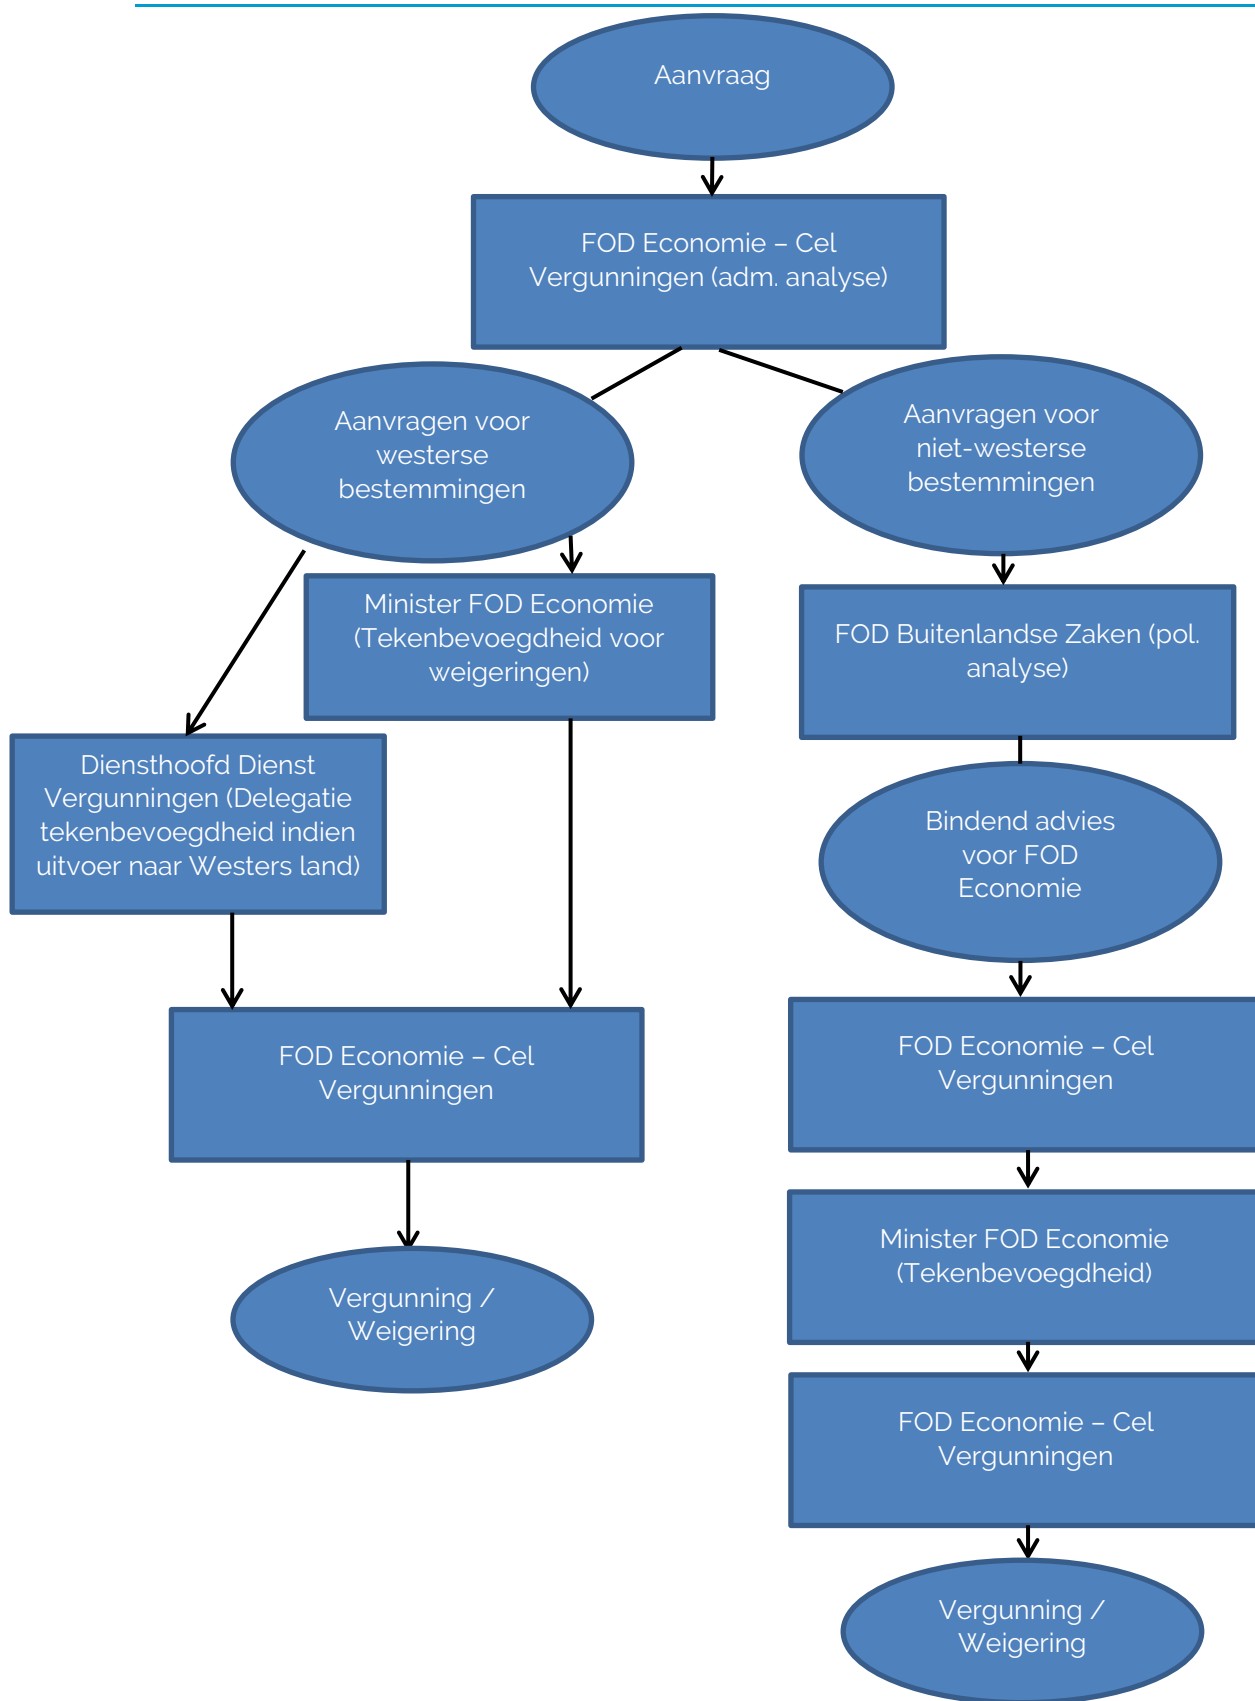 Aanvraag
FOD Economie – Cel
Vergunningen (adm. analyse)
Aanvragen voor
westerse
bestemmingen
Aanvragen voor
niet-westerse
bestemmingen
Minister FOD Economie
(Tekenbevoegdheid voor
weigeringen)
FOD Buitenlandse Zaken (pol.
analyse)
Diensthoofd Dienst
Vergunningen (Delegatie
tekenbevoegdheid indien
uitvoer naar Westers land)
Bindend advies
voor FOD
Economie
FOD Economie – Cel
Vergunningen
FOD Economie – Cel
Vergunningen
Minister FOD Economie
(Tekenbevoegdheid)
Vergunning /
Weigering
FOD Economie – Cel
Vergunningen
Vergunning /
Weigering